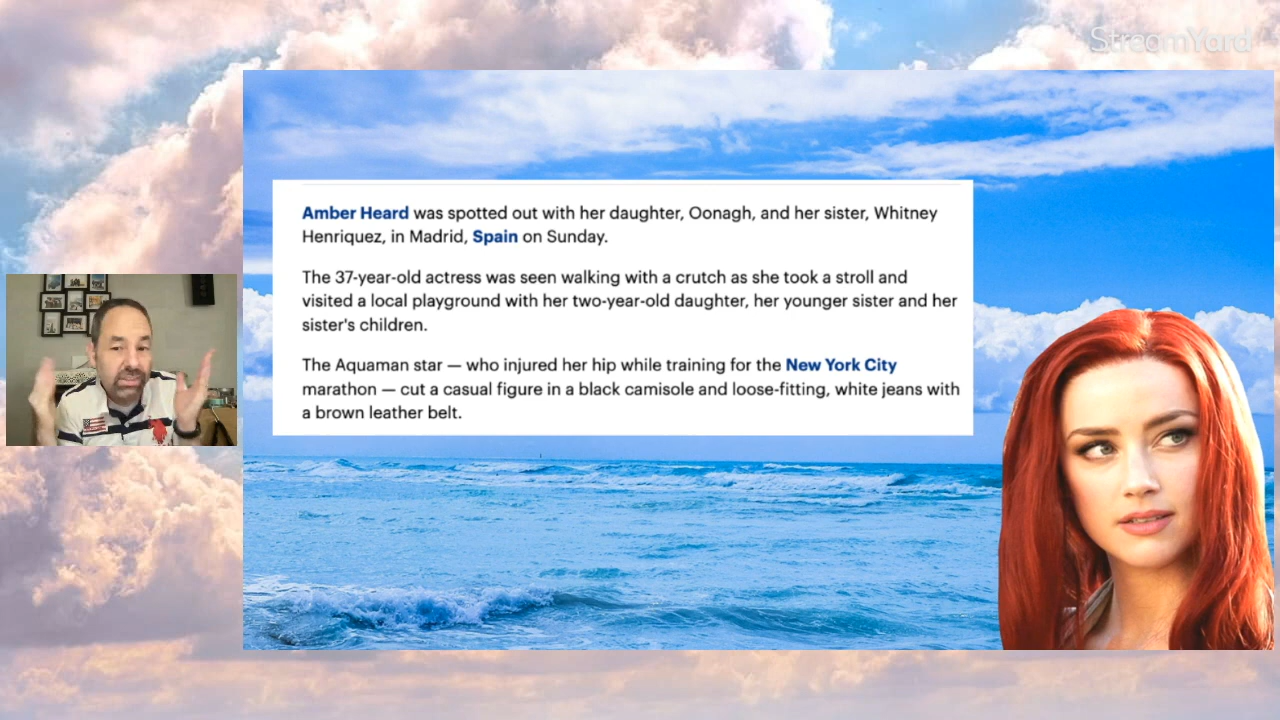 StreamYard
Amber Heard was spotted out with her daughter, Oonagh, and her sister, Whitney
Henriquez, in Madrid, Spain on Sunday.
The 37-year-old actress was seen walking with a crutch as she took a stroll and
visited a local playground with her two-year-old daughter, her younger sister and her
sister's children.
The Aquaman star — who injured her hip while training for the New York City
marathon — cut a casual figure in a black camisole and loose-fitting, white jeans with
a brown leather belt.